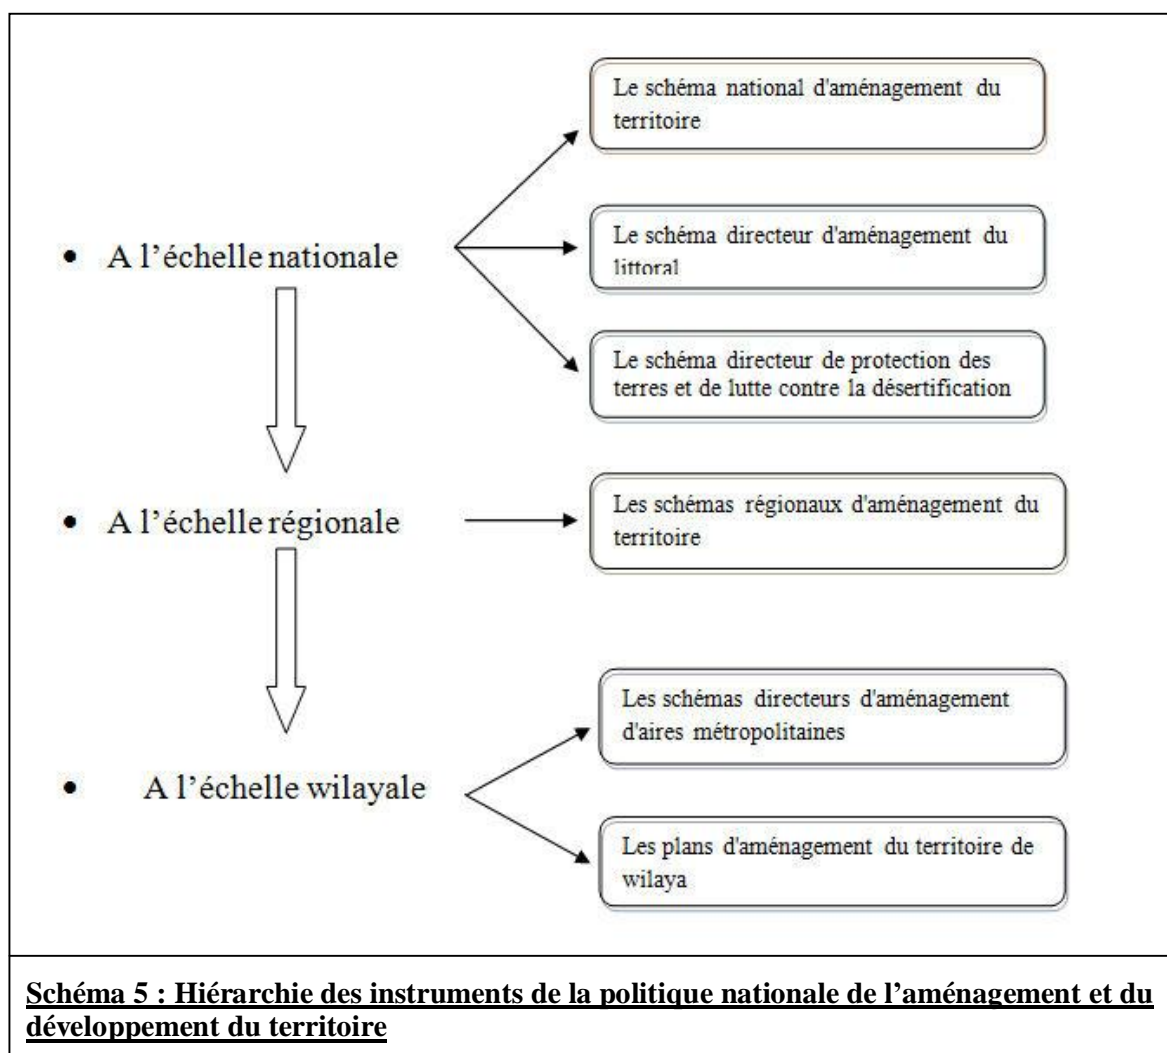 Le schéma national d'aménagement du
territoire
• A l'échelle nationale
Le schéma directeur d'aménagement du
littoral
Le schéma directeur de protection des
terres et de lutte contre la désertification
• A l'échelle régionale
Les schémas régionaux d'aménagement du
territoire
Les schémas directeurs d'aménagement
d'aires métropolitaines
• A l'échelle wilayale
Les plans d'aménagement du territoire de
wilaya
Schéma 5 : Hiérarchie des instruments de la politique nationale de l'aménagement et du
développement du territoire